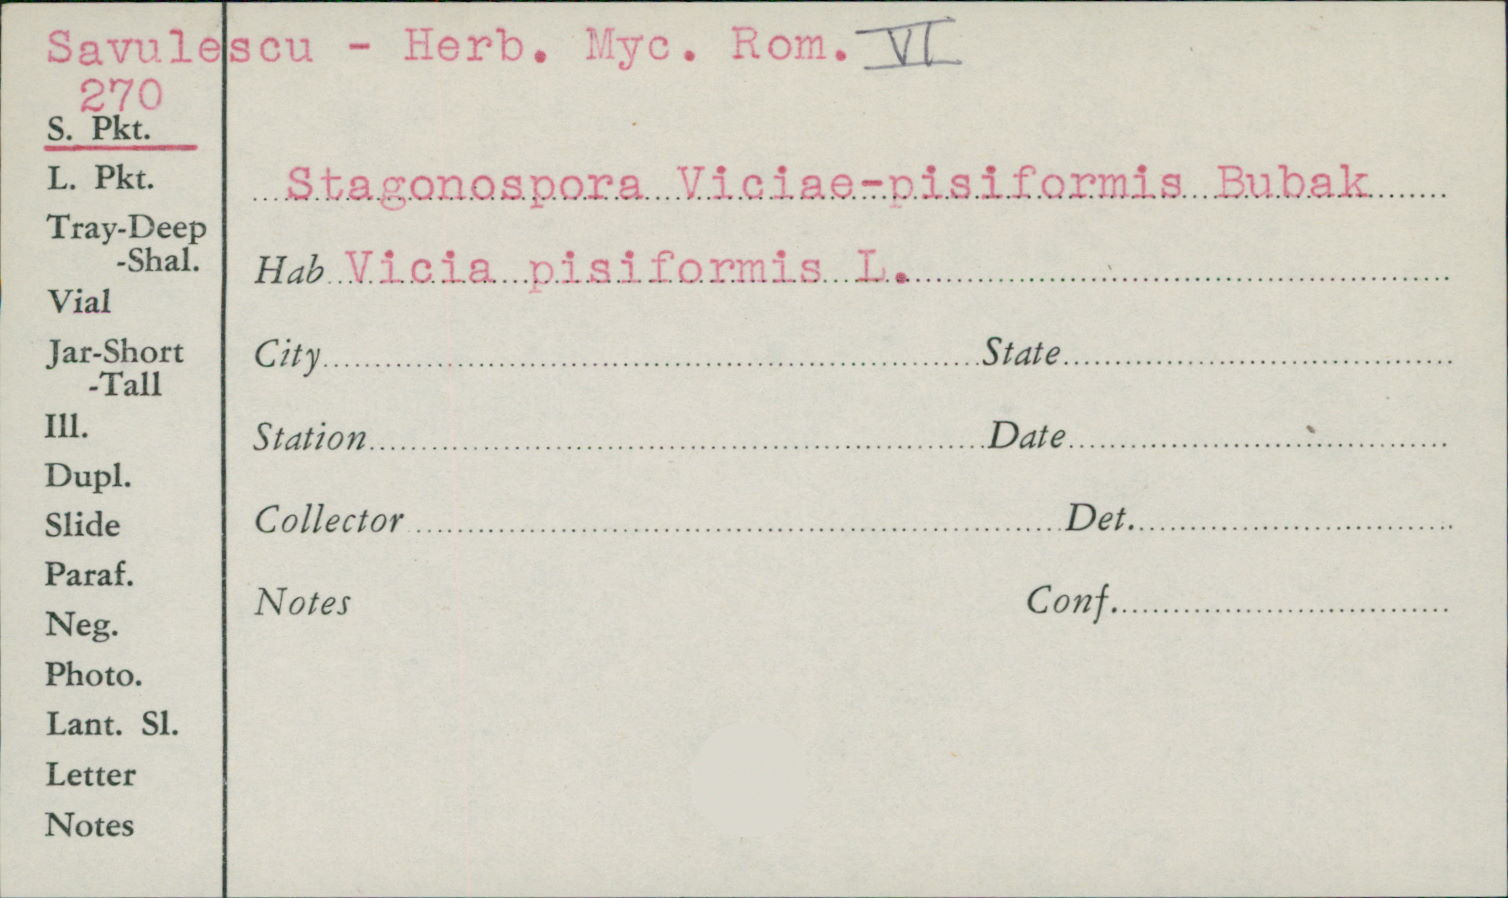 Savulescu - Herb. Myc. Rom. VI
270
S. Pkt.
L. Pkt.
Tray-Deep
-Shal.
Vial
Jar-Short
-Tall
Ill.
Dupl.
Slide
Paraf.
Neg.
Photo.
Lant. Sl.
Letter
Notes
Stagonospora Viciae-pisiformis Bubak
Hab Vicia pisiformis L.
City State
Station Date
Collector Det.
Notes Conf.